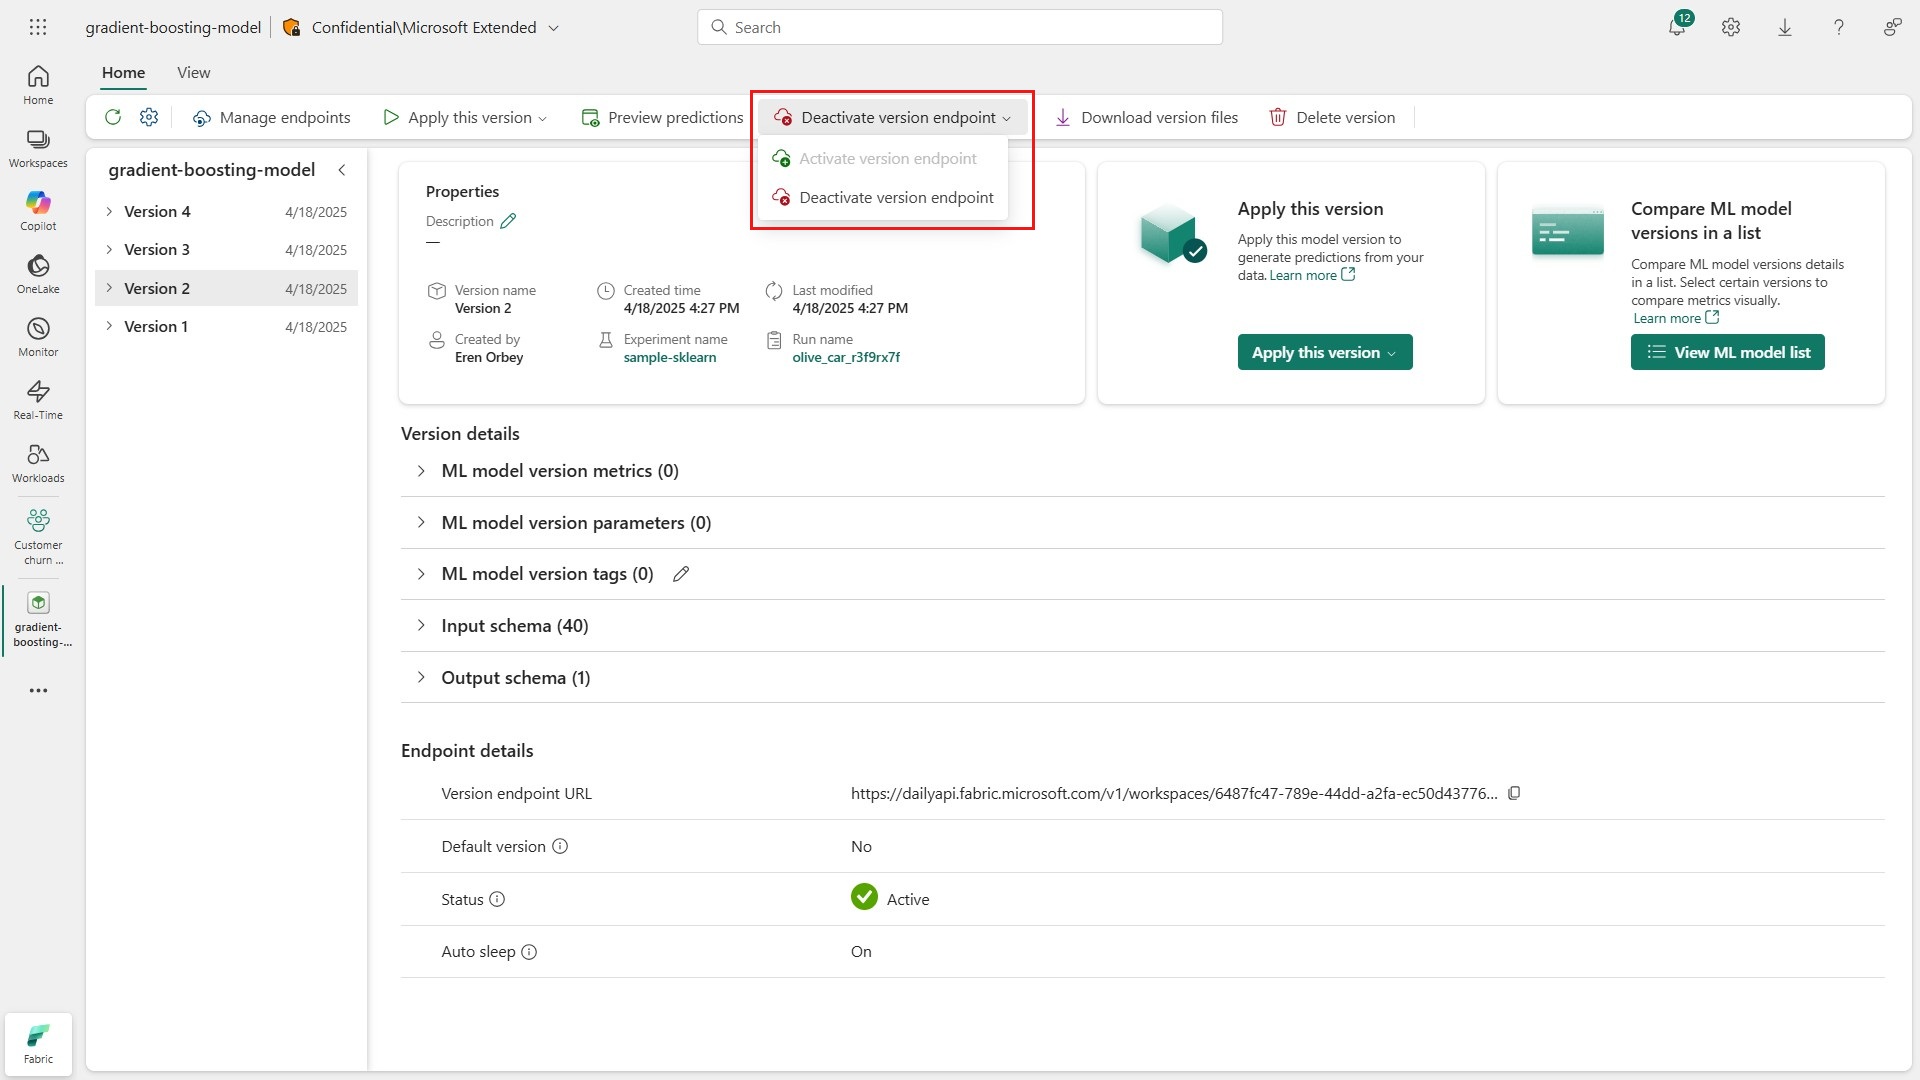 gradient-boosting-model
Confidential\Microsoft Extended
Search
12
?
Home
View
Home
Workspaces
Copilot
OneLake
Monitor
Real-Time
Workloads
Customer
churn ...
gradient-
boosting-...
Fabric
Manage endpoints
Apply this version
Preview predictions
Deactivate version endpoint
Download version files
Delete version
Activate version endpoint
Deactivate version endpoint
gradient-boosting-model
Version 4 4/18/2025
Version 3 4/18/2025
Version 2 4/18/2025
Version 1 4/18/2025
Properties
Description
—
Version name
Version 2
Created time
4/18/2025 4:27 PM
Last modified
4/18/2025 4:27 PM
Created by
Eren Orbey
Experiment name
sample-sklearn
Run name
olive_car_r3f9rx7f
Apply this version
Apply this model version to
generate predictions from your
data. Learn more
Apply this version
Compare ML model
versions in a list
Compare ML model versions details
in a list. Select certain versions to
compare metrics visually.
Learn more
View ML model list
Version details
ML model version metrics (0)
ML model version parameters (0)
ML model version tags (0)
Input schema (40)
Output schema (1)
Endpoint details
Version endpoint URL https://dailyapi.fabric.microsoft.com/v1/workspaces/6487fc47-789e-44dd-a2fa-ec50d43776...
Default version No
Status Active
Auto sleep On